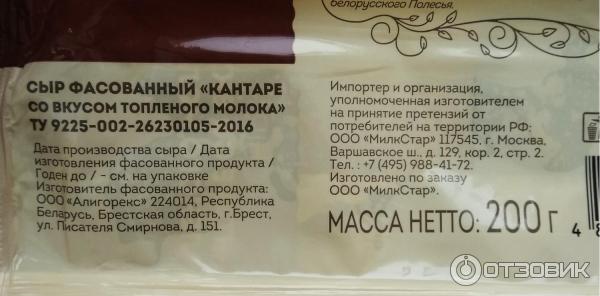 белорусского Полесья.
СЫР ФАСОВАННЫЙ «КАНТАРЕ
СО ВКУСОМ ТОПЛЕНОГО МОЛОКА»
ТУ 9225-002-26230105-2016
Дата производства сыра / Дата
изготовления фасованного продукта /
Годен до / - см. на упаковке
Изготовитель фасованного продукта:
ООО «Алигорекс» 224014, Республика
Беларусь, Брестская область, г.Брест,
ул. Писателя Смирнова, д. 151.
Импортер и организация,
уполномоченная изготовителем
на принятие претензий от
потребителей на территории РФ:
ООО «МилкСтар» 117545, г. Москва,
Варшавское ш., д. 129, кор. 2, стр. 2.
Тел.: +7 (495) 988-41-72.
Изготовлено по заказу
ООО «МилкСтар».
МАССА НЕТТО: 200 г
4 8
ОТЗОВИК